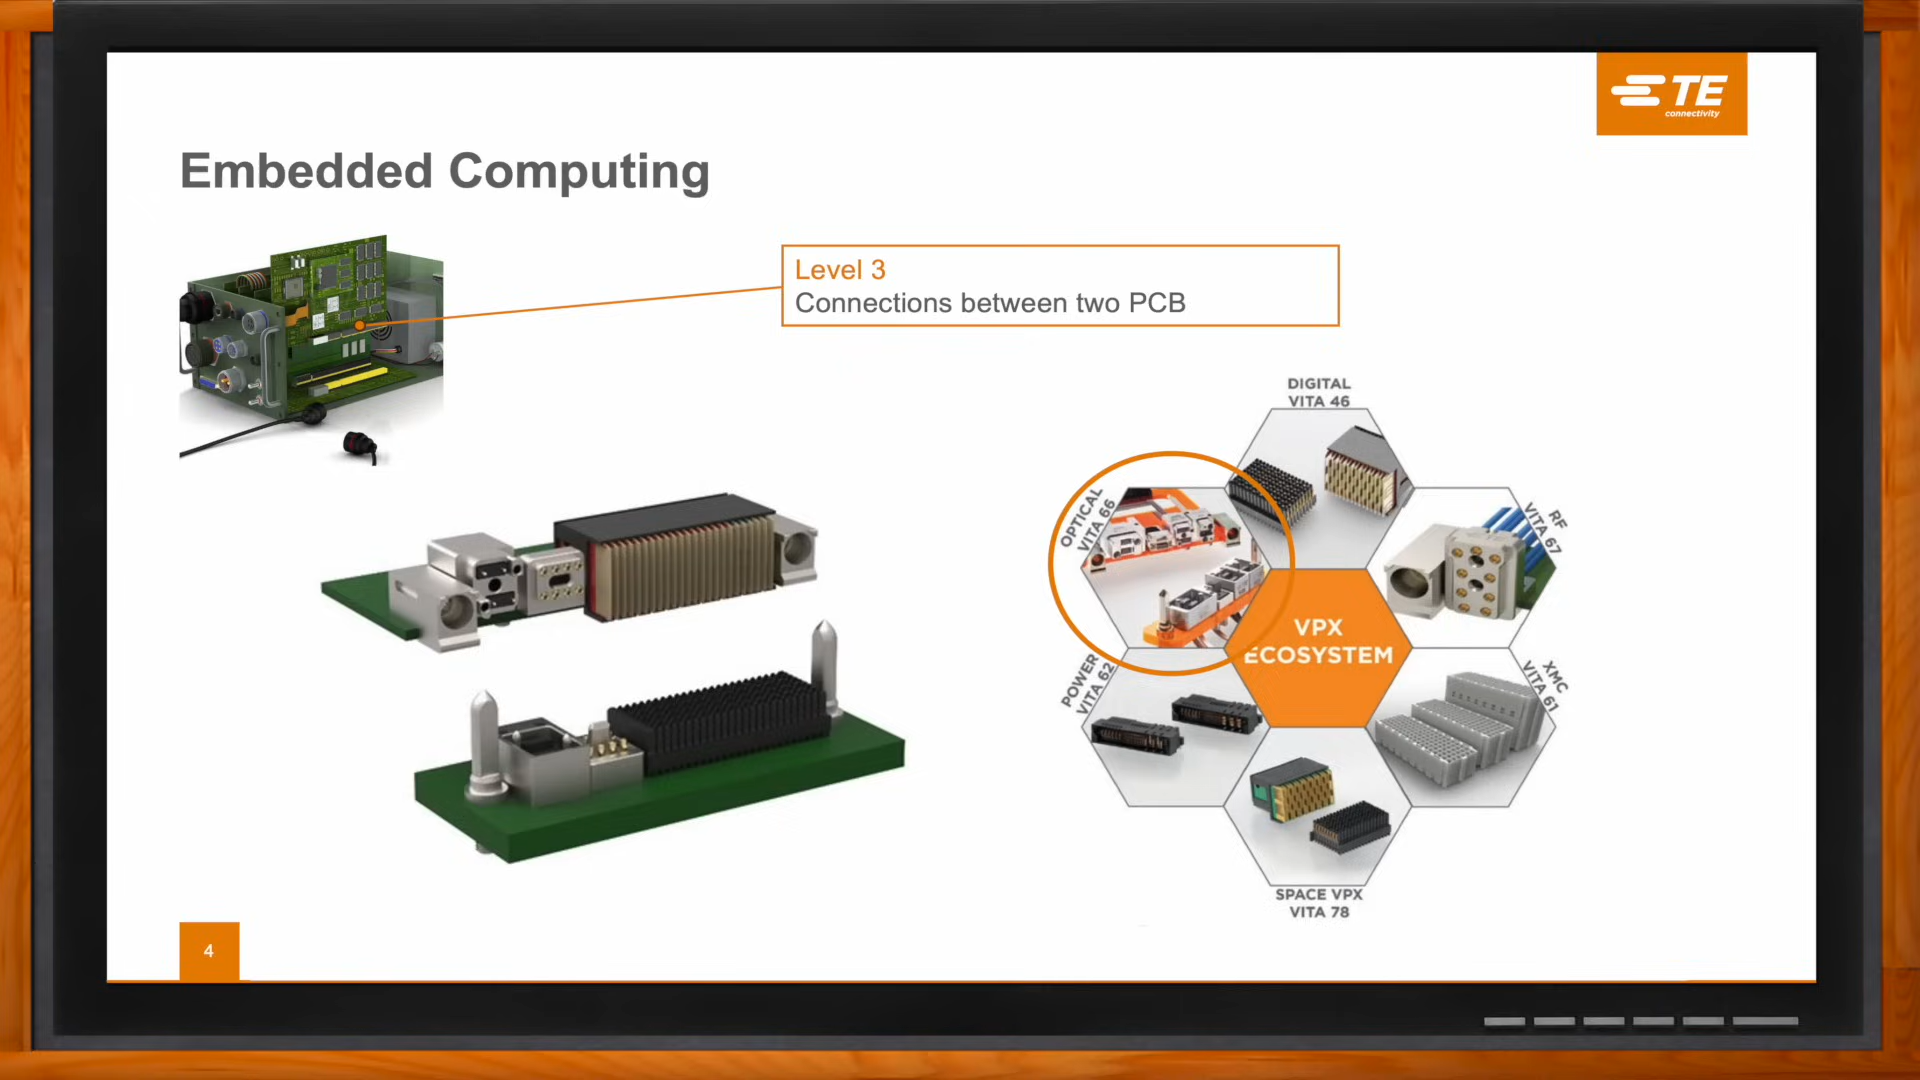 TE
connectivity
Embedded Computing
Level 3
Connections between two PCB
DIGITAL
VITA 46
OPTICAL
VITA 66
RF
VITA 67
VPX
ECOSYSTEM
POWER
VITA 62
XMC
VITA 61
SPACE VPX
VITA 78
4